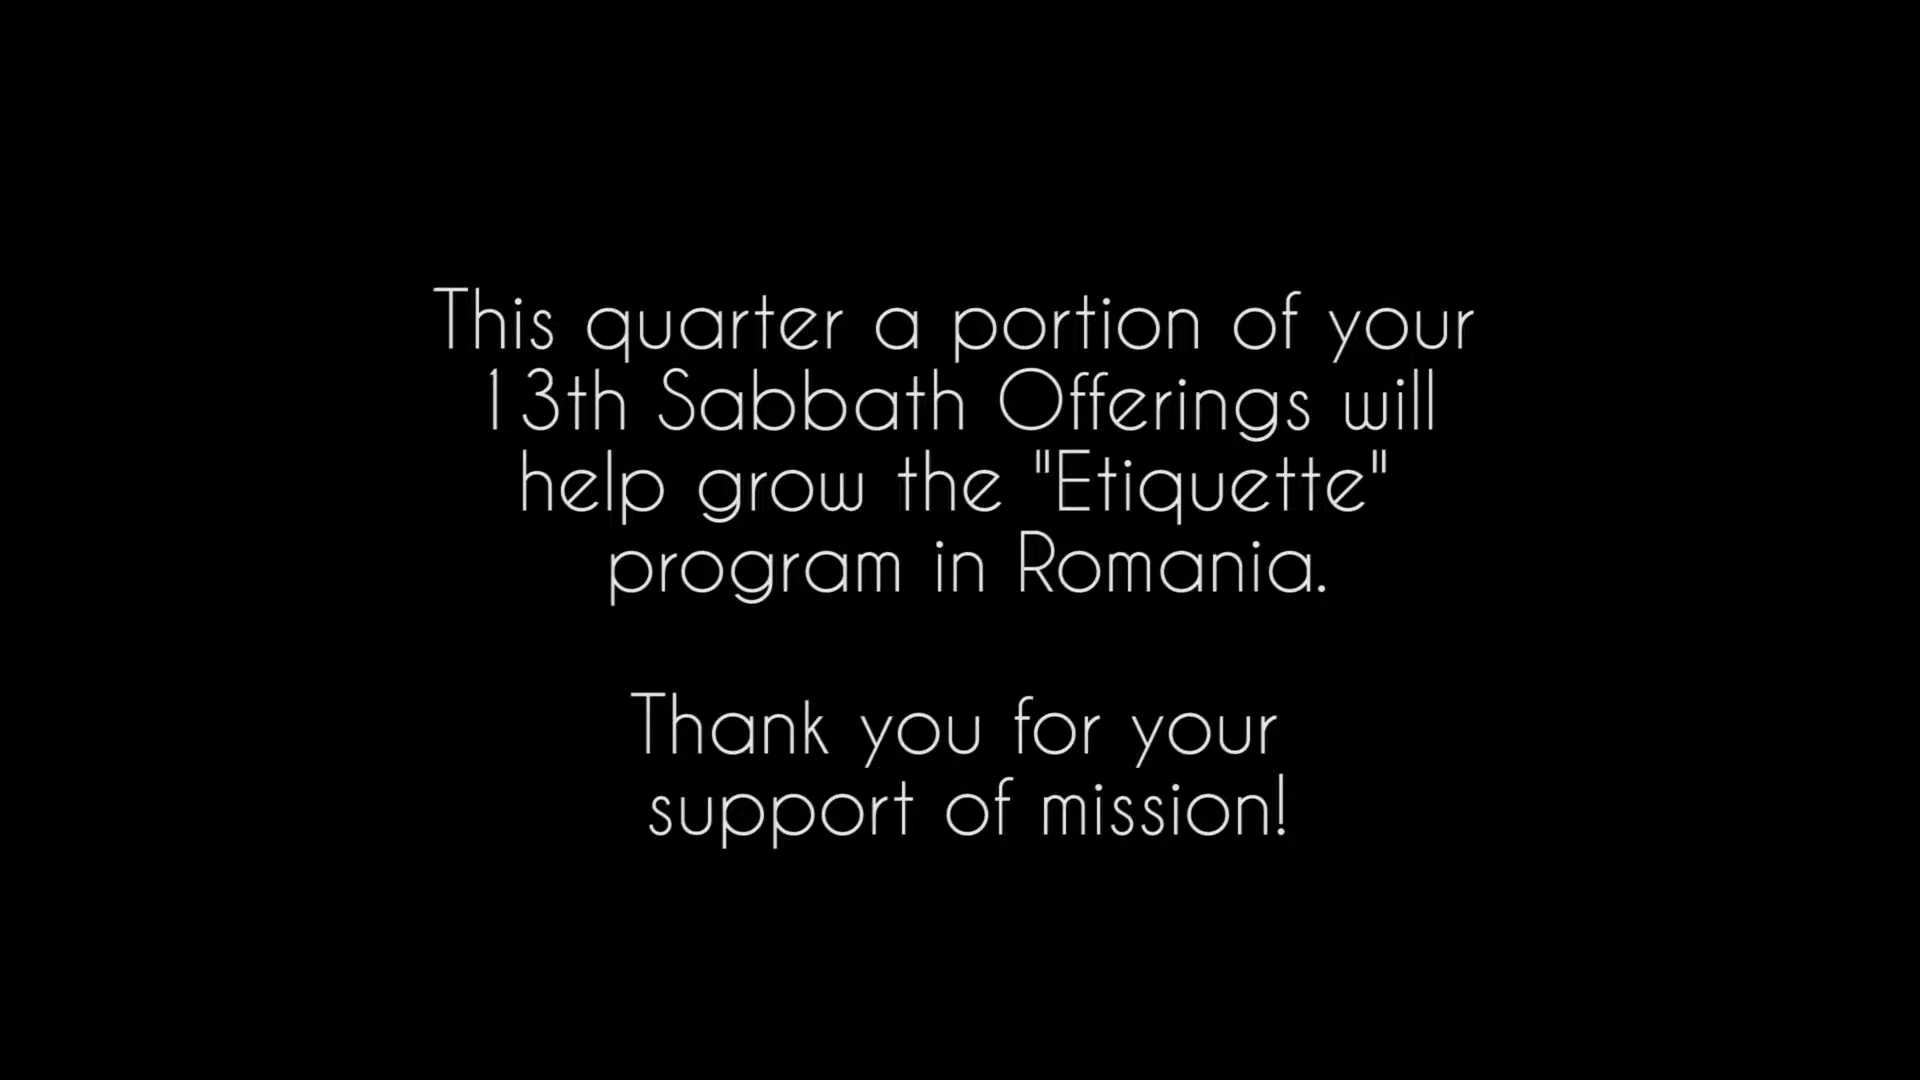 This quarter a portion of your
13th Sabbath Offerings will
help grow the "Etiquette"
program in Romania.
Thank you for your
support of mission!